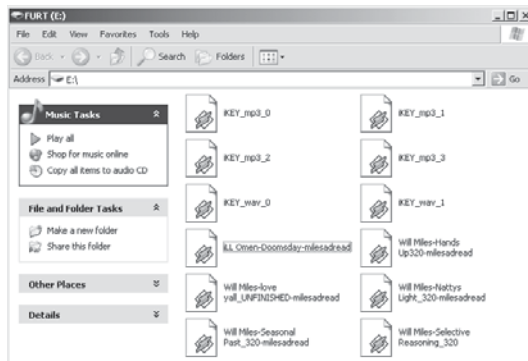 FURT (E:)
File Edit View Favorites Tools Help
Back Search Folders
Address E:\ Go
Music Tasks
Play all
Shop for music online
Copy all items to audio CD
File and Folder Tasks
Make a new folder
Share this folder
Other Places
Details
iKEY_mp3_0
iKEY_mp3_1
iKEY_mp3_2
iKEY_mp3_3
iKEY_wav_0
iKEY_wav_1
iLL Omen-Doomsday-milesadread
Will Miles-Hands
Up320-milesadread
Will Miles-love
yall_UNFINISHED-milesadread
Will Miles-Nattys
Light_320-milesadread
Will Miles-Seasonal
Past_320-milesadread
Will Miles-Selective
Reasoning_320